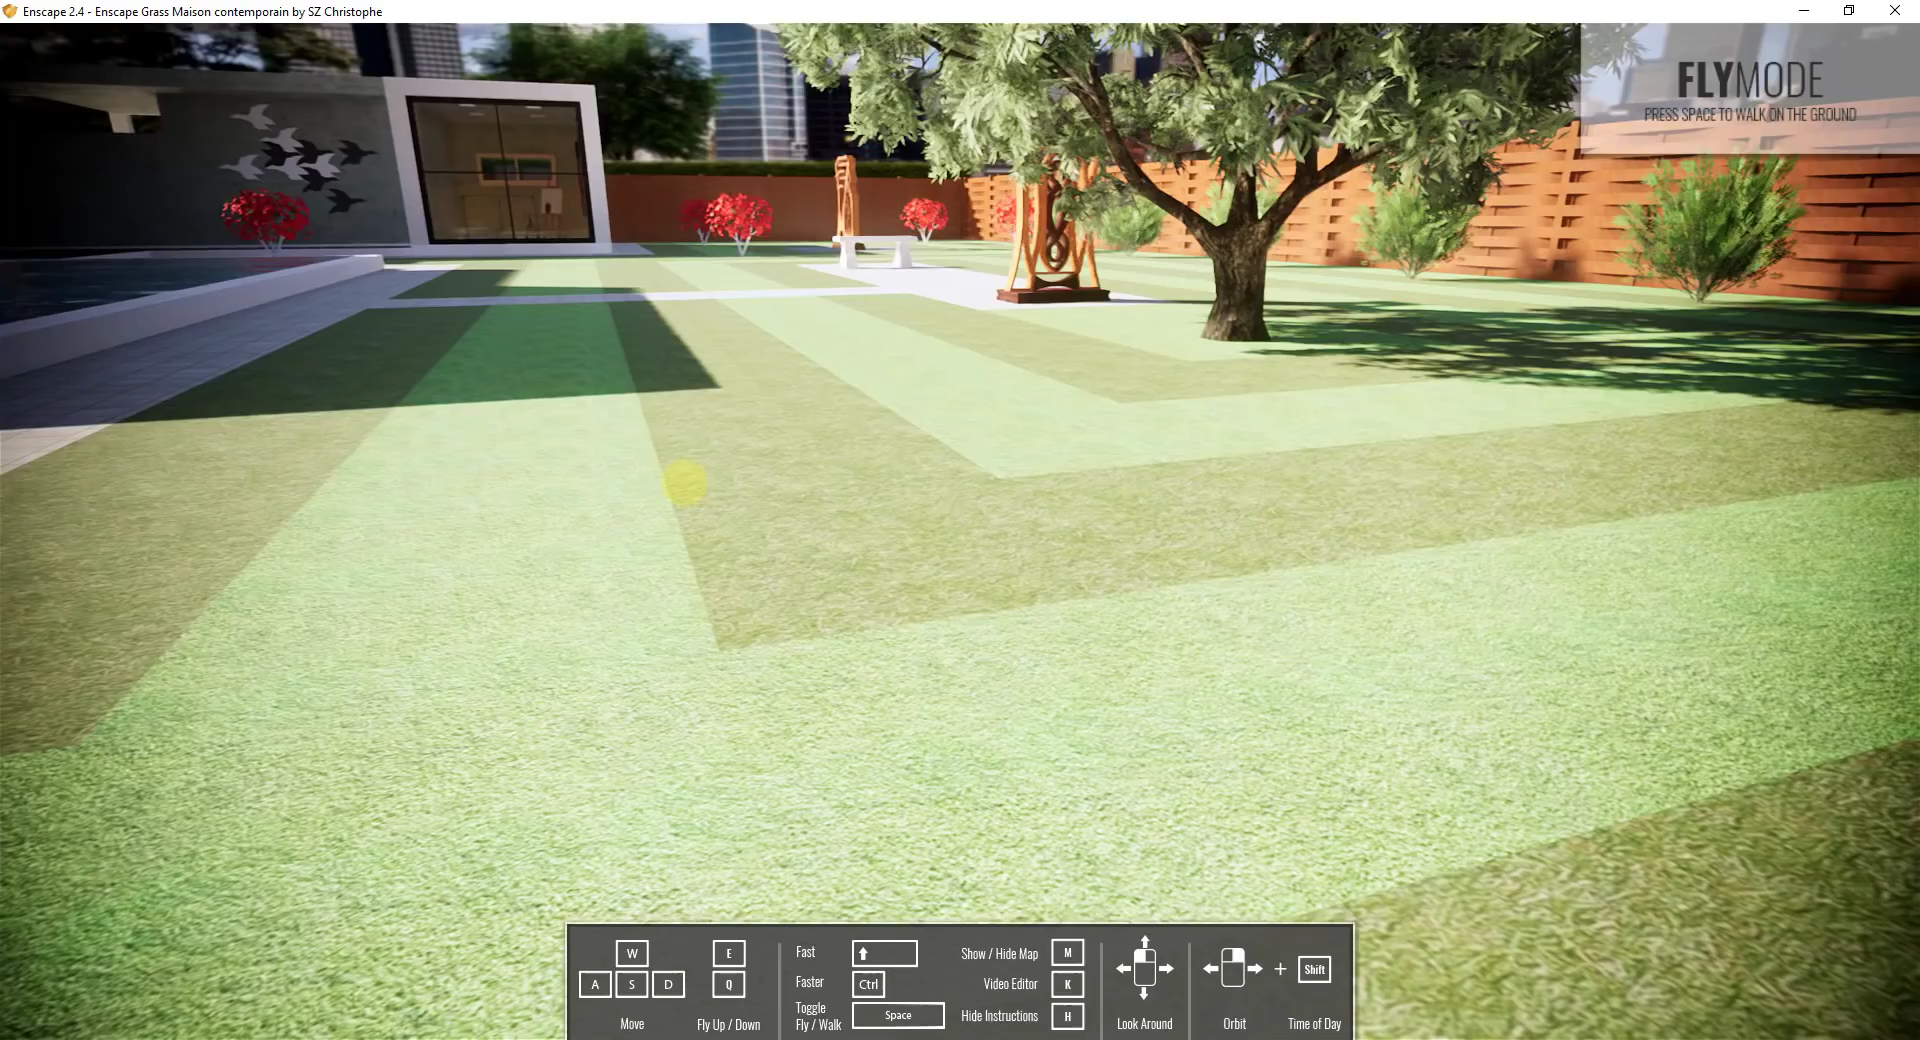 Enscape 2.4 - Enscape Grass Maison contemporain by SZ Christophe
FLYMODE
PRESS SPACE TO WALK ON THE GROUND
W
A S D
Move
E
Q
Fly Up / Down
Fast
Faster Ctrl
Toggle
Fly / Walk Space
Show / Hide Map M
Video Editor K
Hide Instructions H
Look Around
Orbit
+ Shift
Time of Day